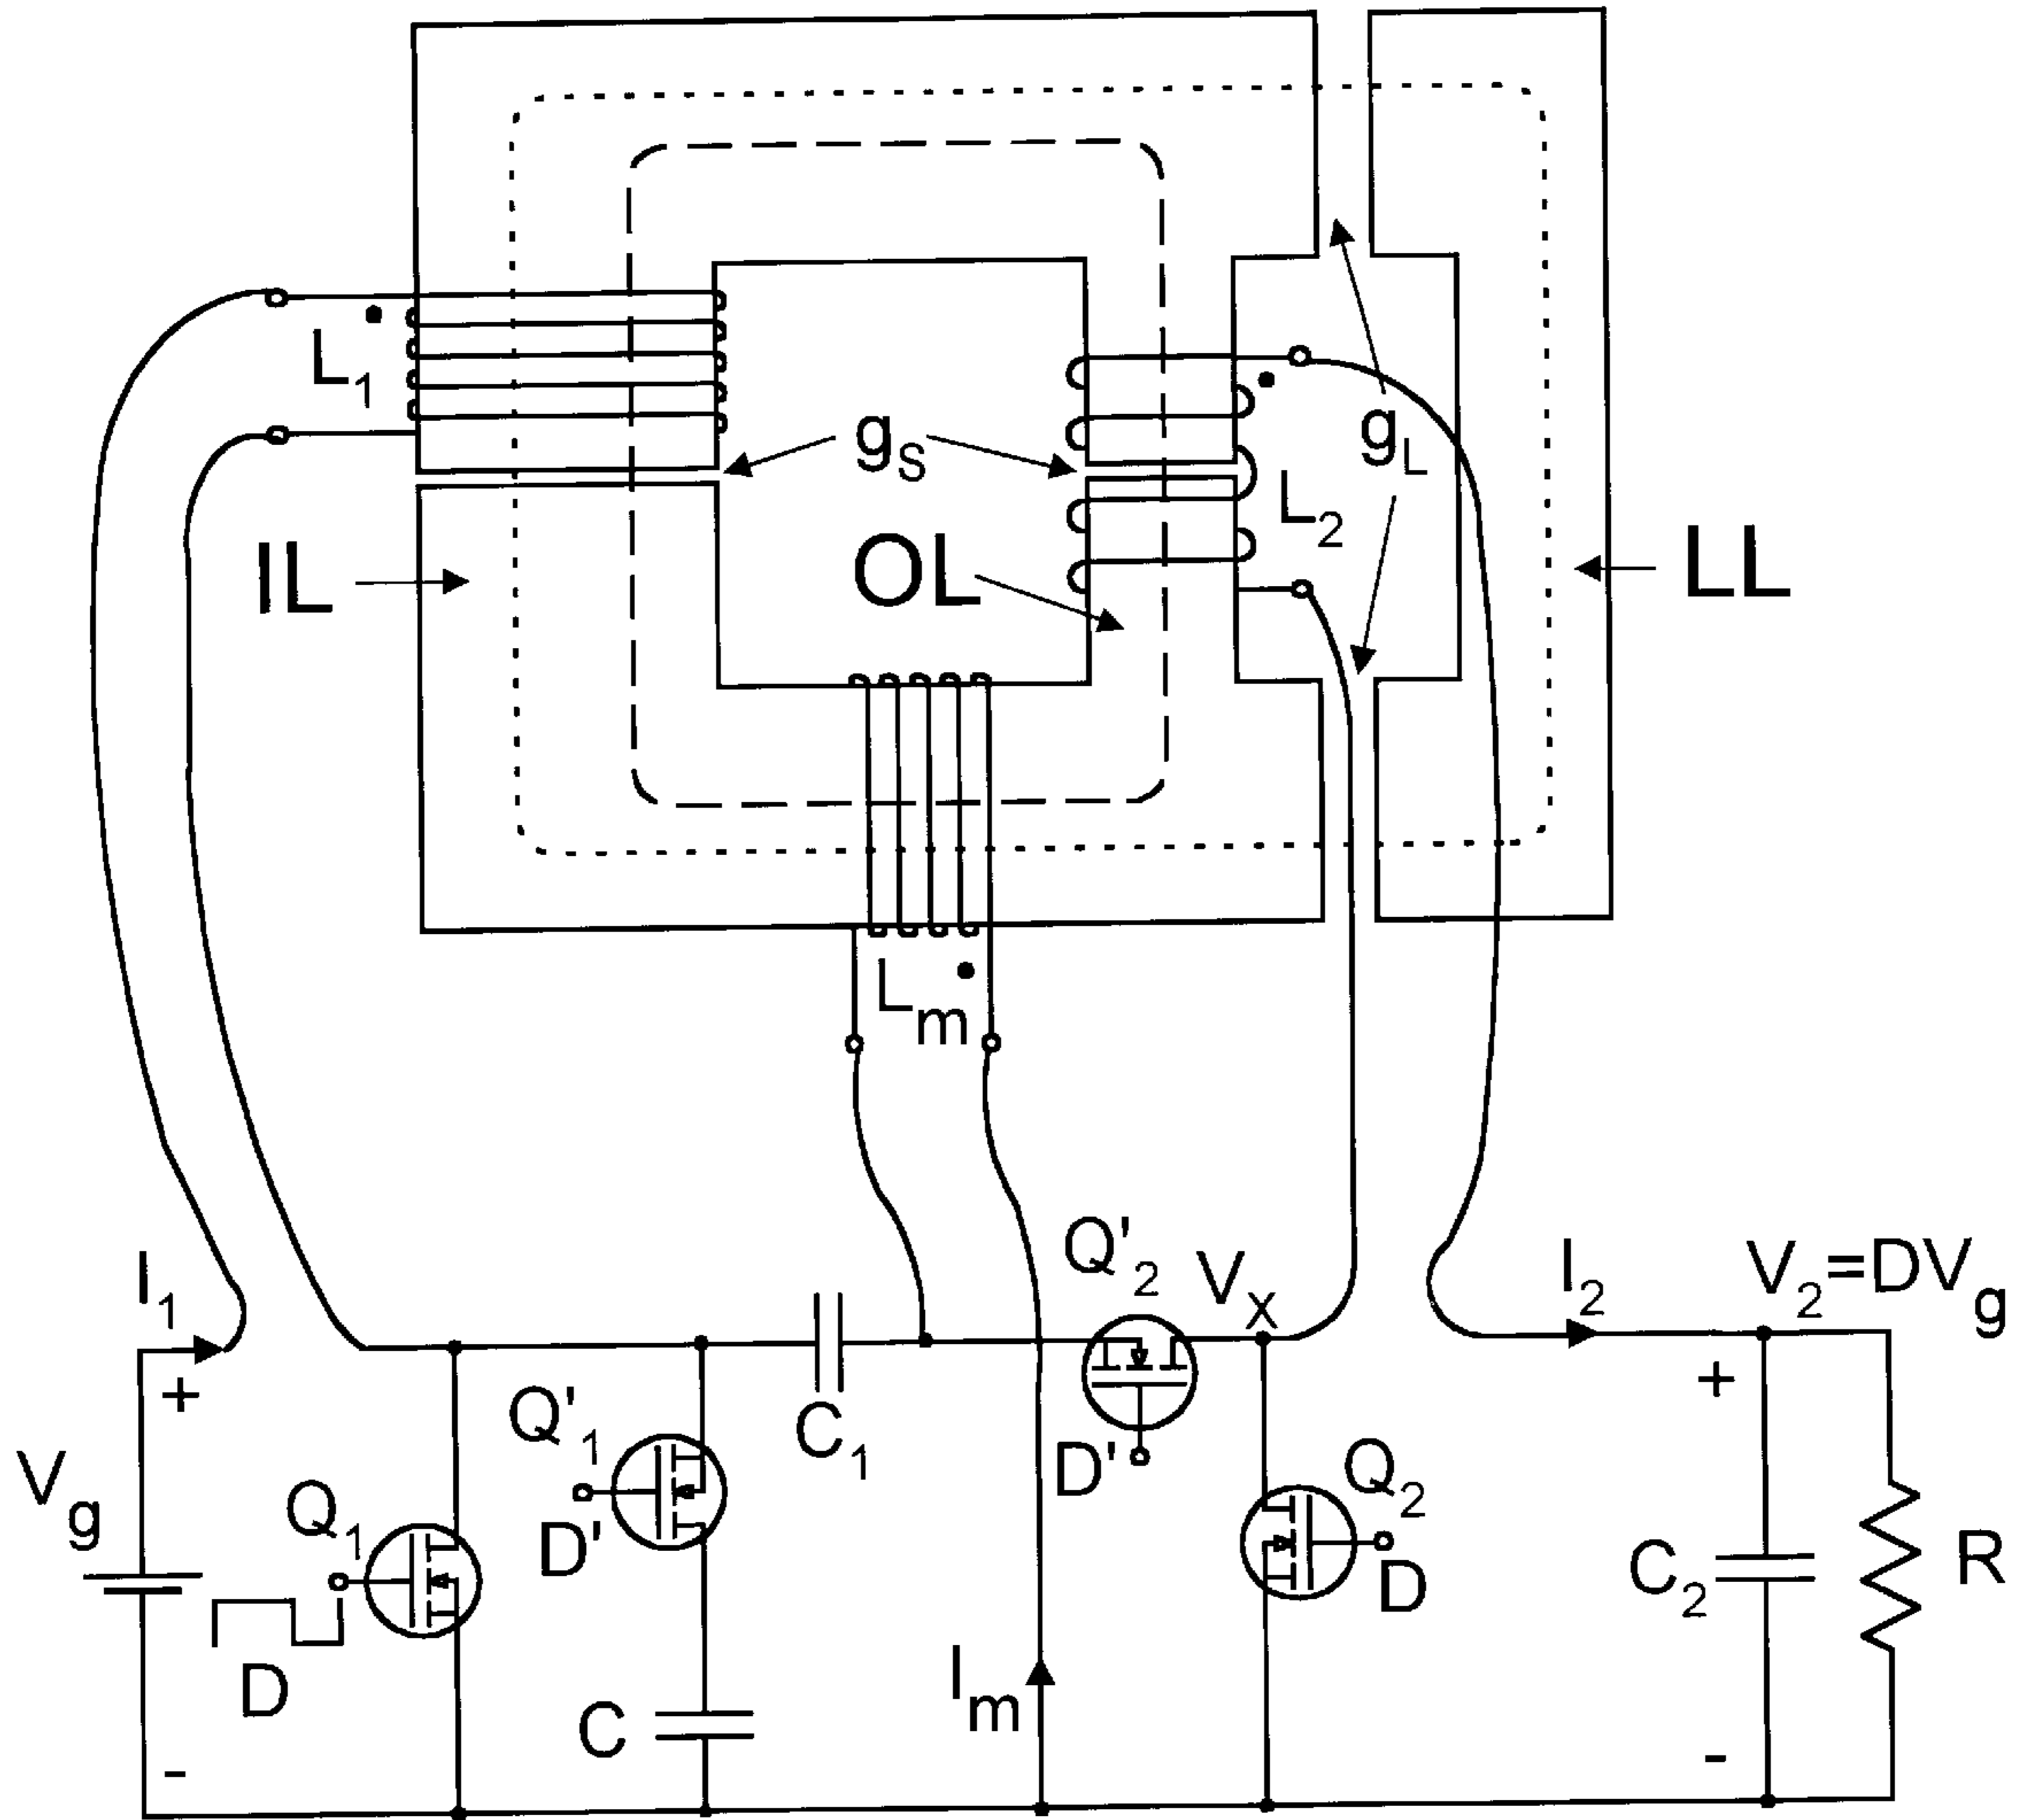 L1
gS
gL
L2
IL
OL
LL
Lm
I1
Q'2
VX
I2
V2=DVg
+
+
Q'1
C1
D'
Q2
Vg
Q1
D'
D
C2
R
D
Im
C
-
-